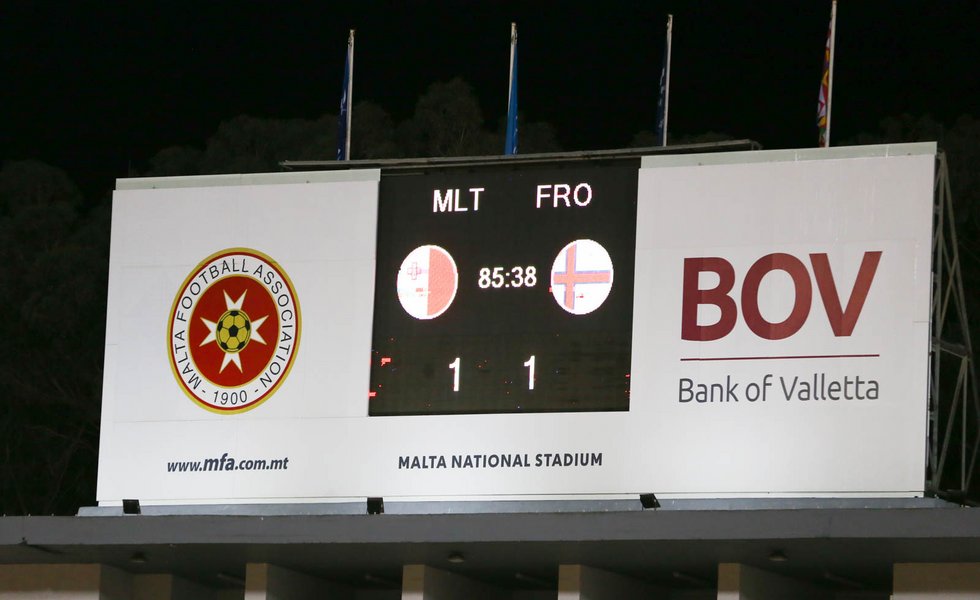 MLT FRO
85:38
1 1
MALTA FOOTBALL ASSOCIATION
- 1900 -
www.mfa.com.mt
MALTA NATIONAL STADIUM
BOV
Bank of Valletta